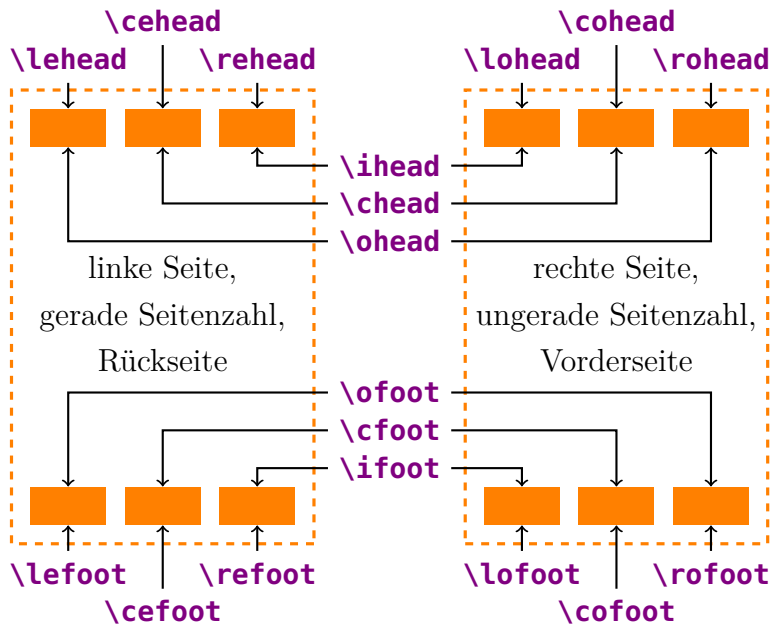 \cehead \cohead
\lehead \rehead \lohead \rohead
\ihead
\chead
\ohead
linke Seite,
gerade Seitenzahl,
Rückseite
rechte Seite,
ungerade Seitenzahl,
Vorderseite
\ofoot
\cfoot
\ifoot
\lefoot \refoot \lofoot \rofoot
\cefoot \cofoot